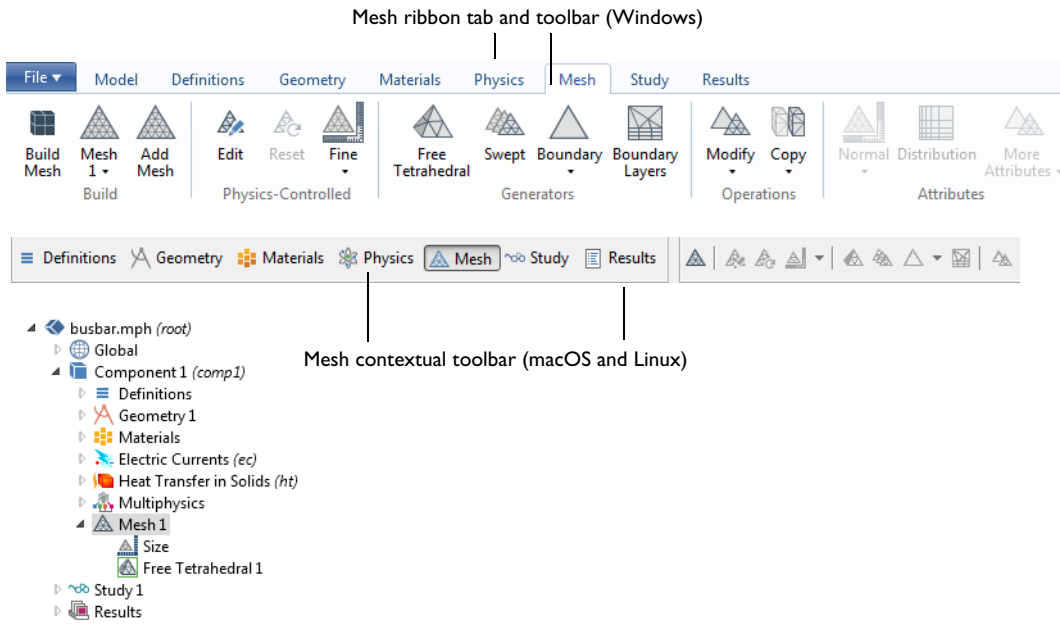 Mesh ribbon tab and toolbar (Windows)
File Model Definitions Geometry Materials Physics Mesh Study Results
Build Mesh Add Edit Reset Fine Free Swept Boundary Boundary Modify Copy Normal Distribution More
Mesh 1 Mesh Tetrahedral Layers Attributes
Build Physics-Controlled Generators Operations Attributes
Definitions Geometry Materials Physics Mesh Study Results
busbar.mph (root)
Global
Mesh contextual toolbar (macOS and Linux)
Component 1 (comp1)
Definitions
Geometry 1
Materials
Electric Currents (ec)
Heat Transfer in Solids (ht)
Multiphysics
Mesh 1
Size
Free Tetrahedral 1
Study 1
Results